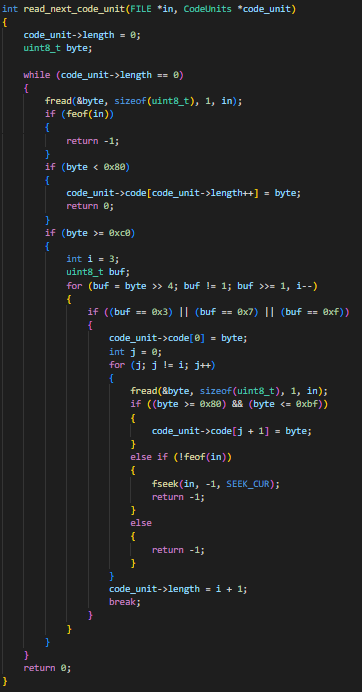 int read_next_code_unit(FILE *in, CodeUnits *code_unit)
{
    code_unit->length = 0;
    uint8_t byte;

    while (code_unit->length == 0)
    {
        fread(&byte, sizeof(uint8_t), 1, in);
        if (feof(in))
        {
            return -1;
        }
        if (byte < 0x80)
        {
            code_unit->code[code_unit->length++] = byte;
            return 0;
        }
        if (byte >= 0xc0)
        {
            int i = 3;
            uint8_t buf;
            for (buf = byte >> 4; buf != 1; buf >>= 1, i--)
            {
                if ((buf == 0x3) || (buf == 0x7) || (buf == 0xf))
                {
                    code_unit->code[0] = byte;
                    int j = 0;
                    for (j; j != i; j++)
                    {
                        fread(&byte, sizeof(uint8_t), 1, in);
                        if ((byte >= 0x80) && (byte <= 0xbf))
                        {
                            code_unit->code[j + 1] = byte;
                        }
                        else if (!feof(in))
                        {
                            fseek(in, -1, SEEK_CUR);
                            return -1;
                        }
                        else
                        {
                            return -1;
                        }
                    }
                    code_unit->length = i + 1;
                    break;
                }
            }
        }
    }
    return 0;
}